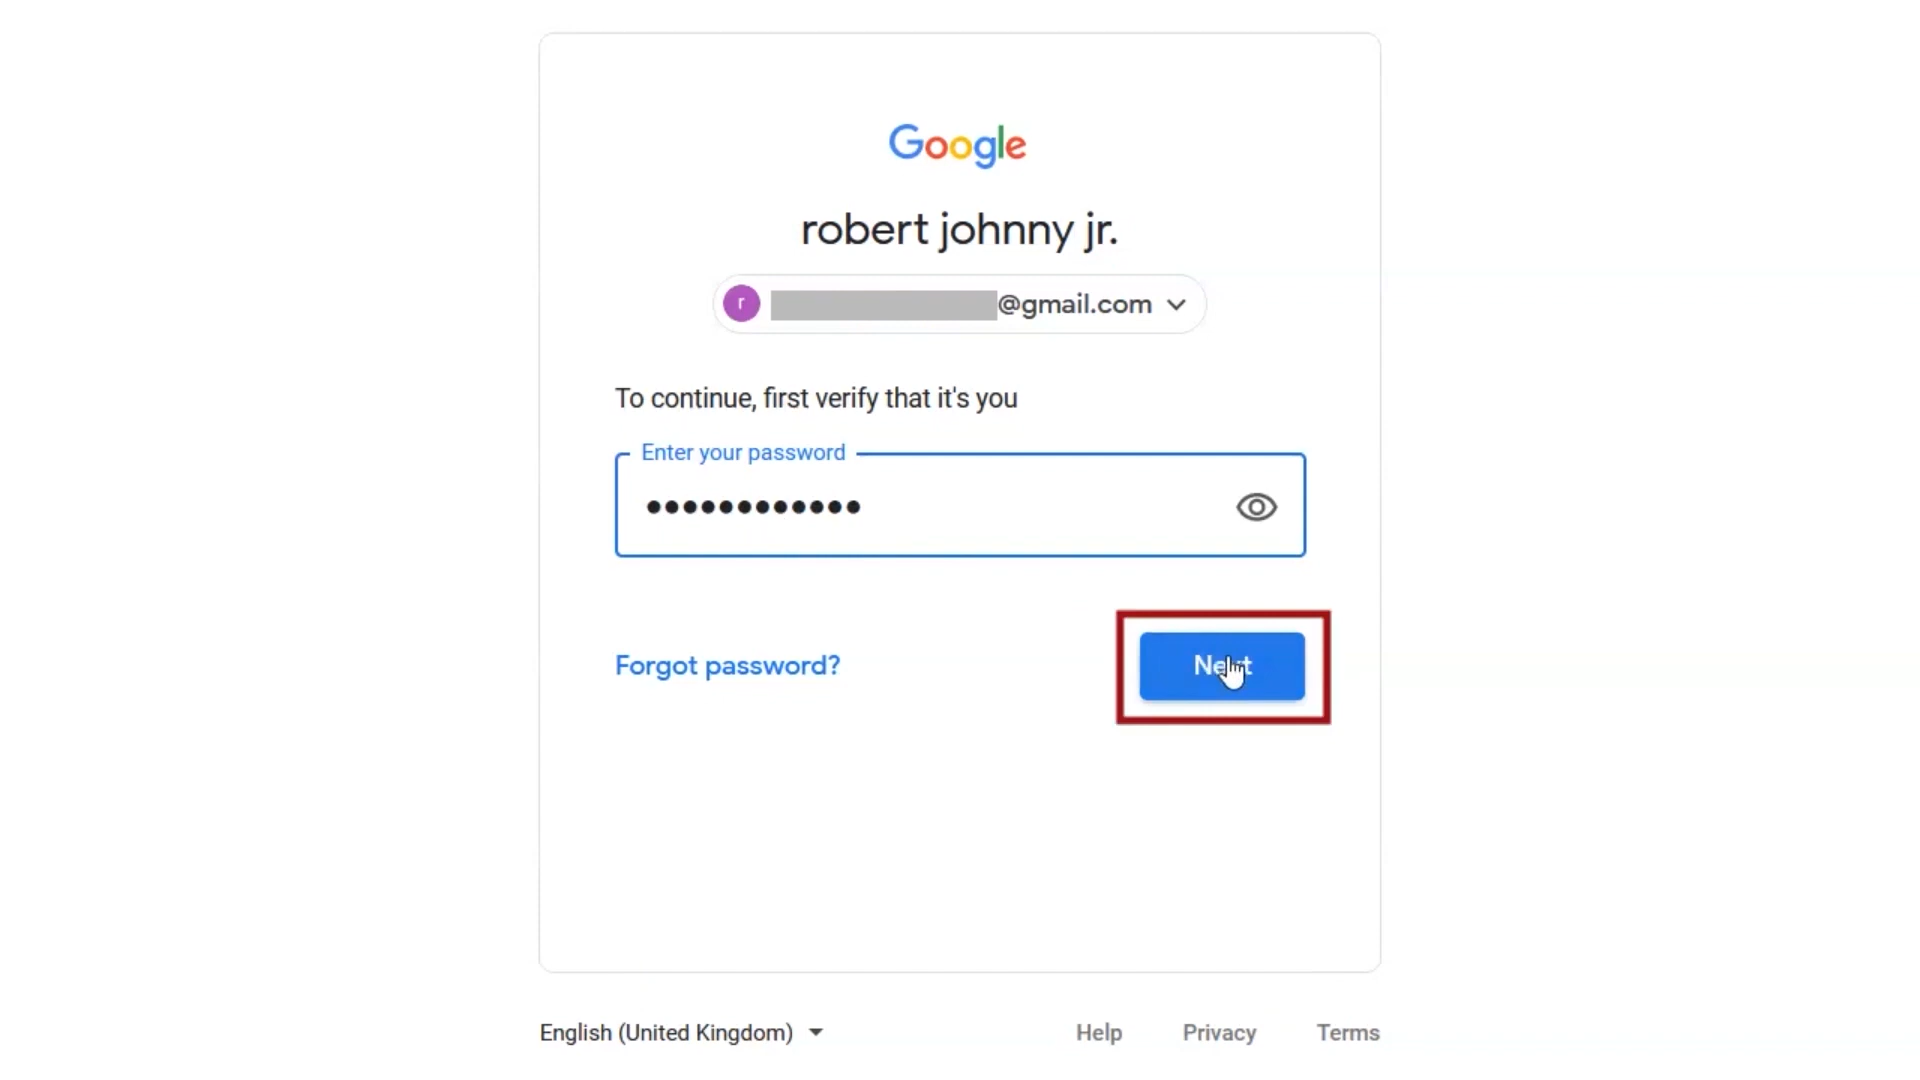 Google
robert johnny jr.
r @gmail.com
To continue, first verify that it's you
Enter your password
••••••••••••
Forgot password?
Next
English (United Kingdom)
Help Privacy Terms